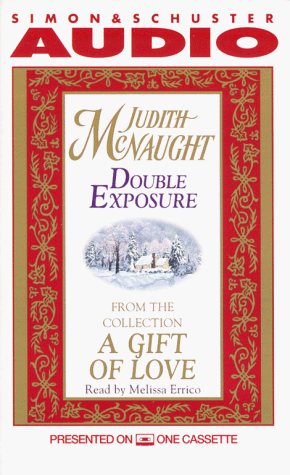 SIMON & SCHUSTER
AUDIO
JUDITH
MCNAUGHT
DOUBLE
EXPOSURE
FROM THE
COLLECTION
A GIFT
OF LOVE
Read by Melissa Errico
PRESENTED ON ONE CASSETTE